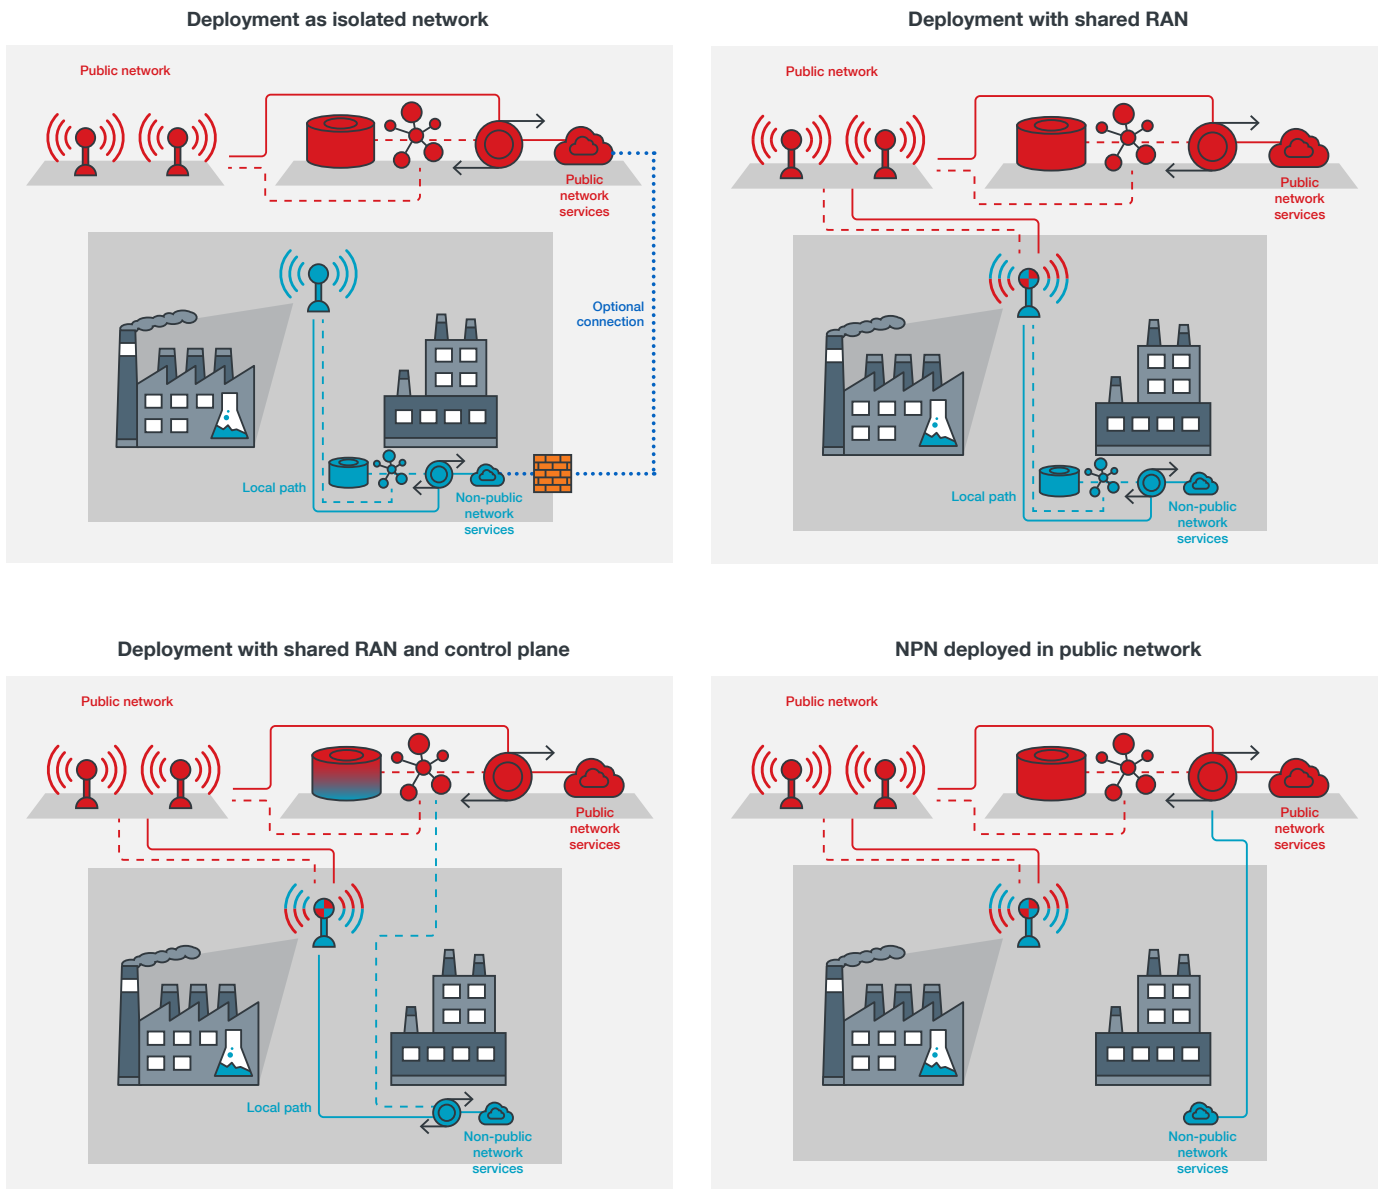 Deployment as isolated network
Public network
Public
network
services
Optional
connection
Local path
Non-public
network
services
Deployment with shared RAN
Public network
Public
network
services
Local path
Non-public
network
services
Deployment with shared RAN and control plane
Public network
Public
network
services
Local path
Non-public
network
services
NPN deployed in public network
Public network
Public
network
services
Non-public
network
services